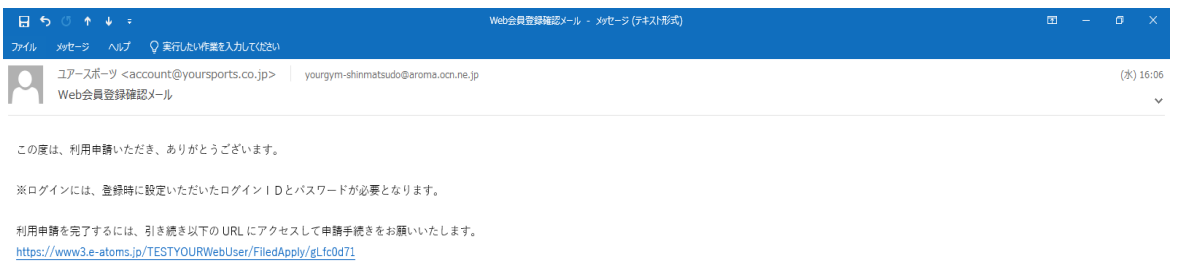 Web会員登録確認メール - メッセージ (テキスト形式)
ファイル メッセージ ヘルプ 実行したい作業を入力してください
ユアースポーツ <account@yoursports.co.jp> yourgym-shinmatsudo@aroma.ocn.ne.jp (水) 16:06
Web会員登録確認メール
この度は、利用申請いただき、ありがとうございます。
※ログインには、登録時に設定いただいたログインIDとパスワードが必要となります。
利用申請を完了するには、引き続き以下の URL にアクセスして申請手続きをお願いいたします。
https://www3.e-atoms.jp/TESTYOURWebUser/FiledApply/gLfc0d71